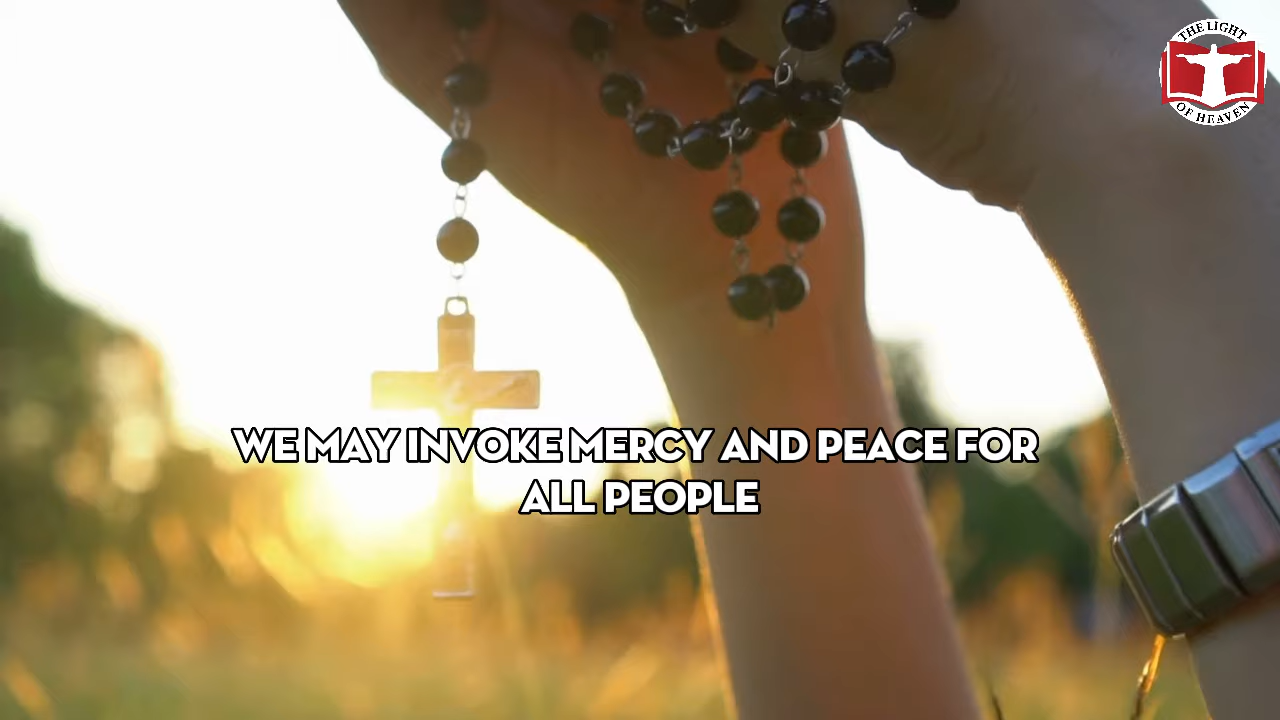 THE LIGHT
OF HEAVEN
WE MAY INVOKE MERCY AND PEACE FOR
ALL PEOPLE